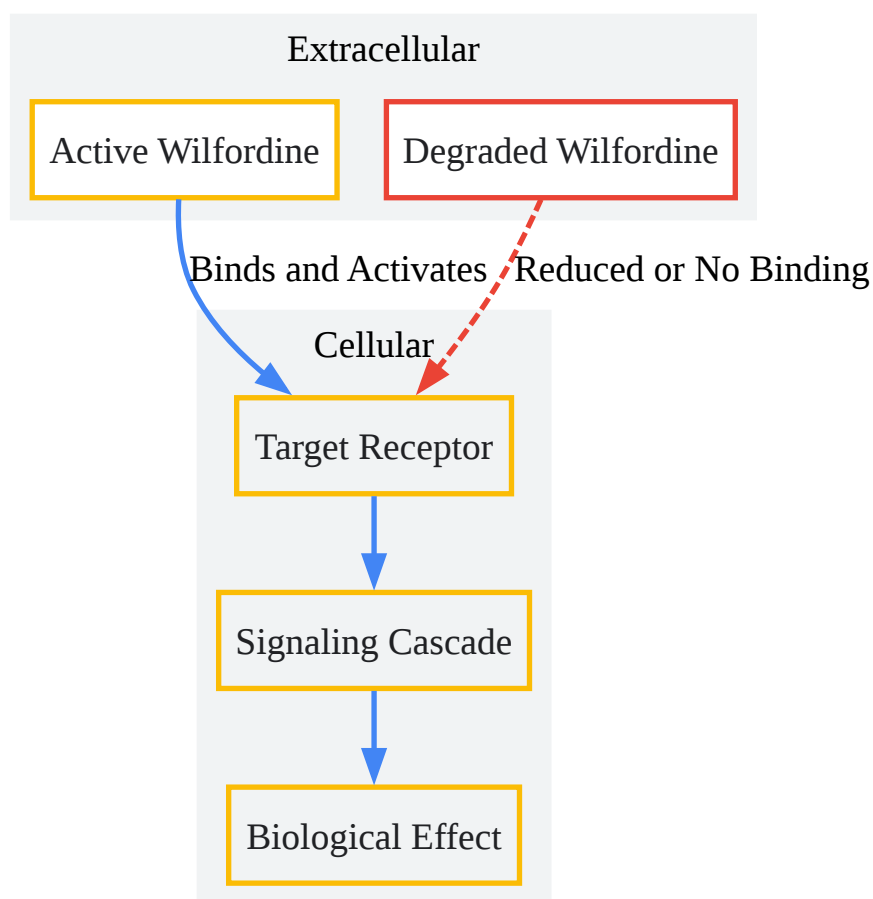 Extracellular
Active Wilfordine
Degraded Wilfordine
Binds and Activates
Reduced or No Binding
Cellular
Target Receptor
Signaling Cascade
Biological Effect